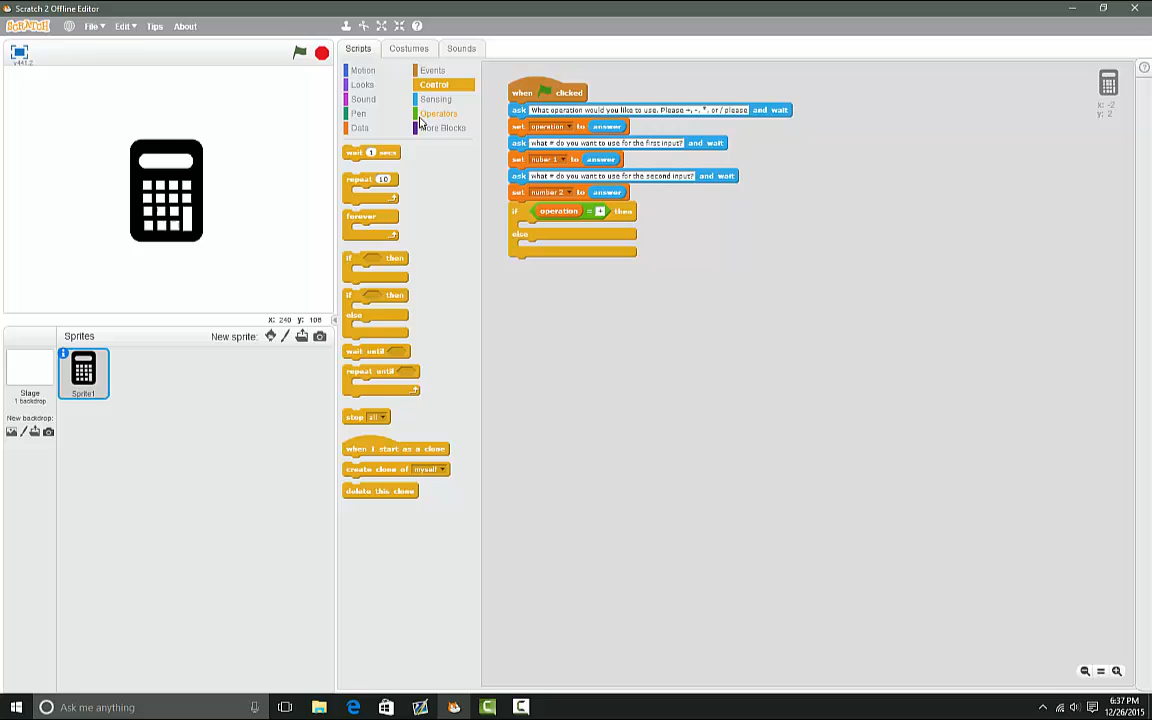 Scratch 2 Offline Editor
SCRATCH File Edit Tips About
v441.2
Scripts Costumes Sounds
Motion Events
Looks Control
Sound Sensing
Pen Operators
Data More Blocks
wait 1 secs
repeat 10
forever
if then
if then
else
wait until
repeat until
stop all
when I start as a clone
create clone of myself
delete this clone
when clicked
ask What operation would you like to use. Please +, -, *, or / please and wait
set operation to answer
ask what # do you want to use for the first input? and wait
set nuber 1 to answer
ask what # do you want to use for the second input? and wait
set number 2 to answer
if operation = + then
else
x: -2
y: 2
X: 240 y: 108
Sprites New sprite:
Stage
1 backdrop
New backdrop:
Sprite1
Ask me anything
6:37 PM
12/26/2015